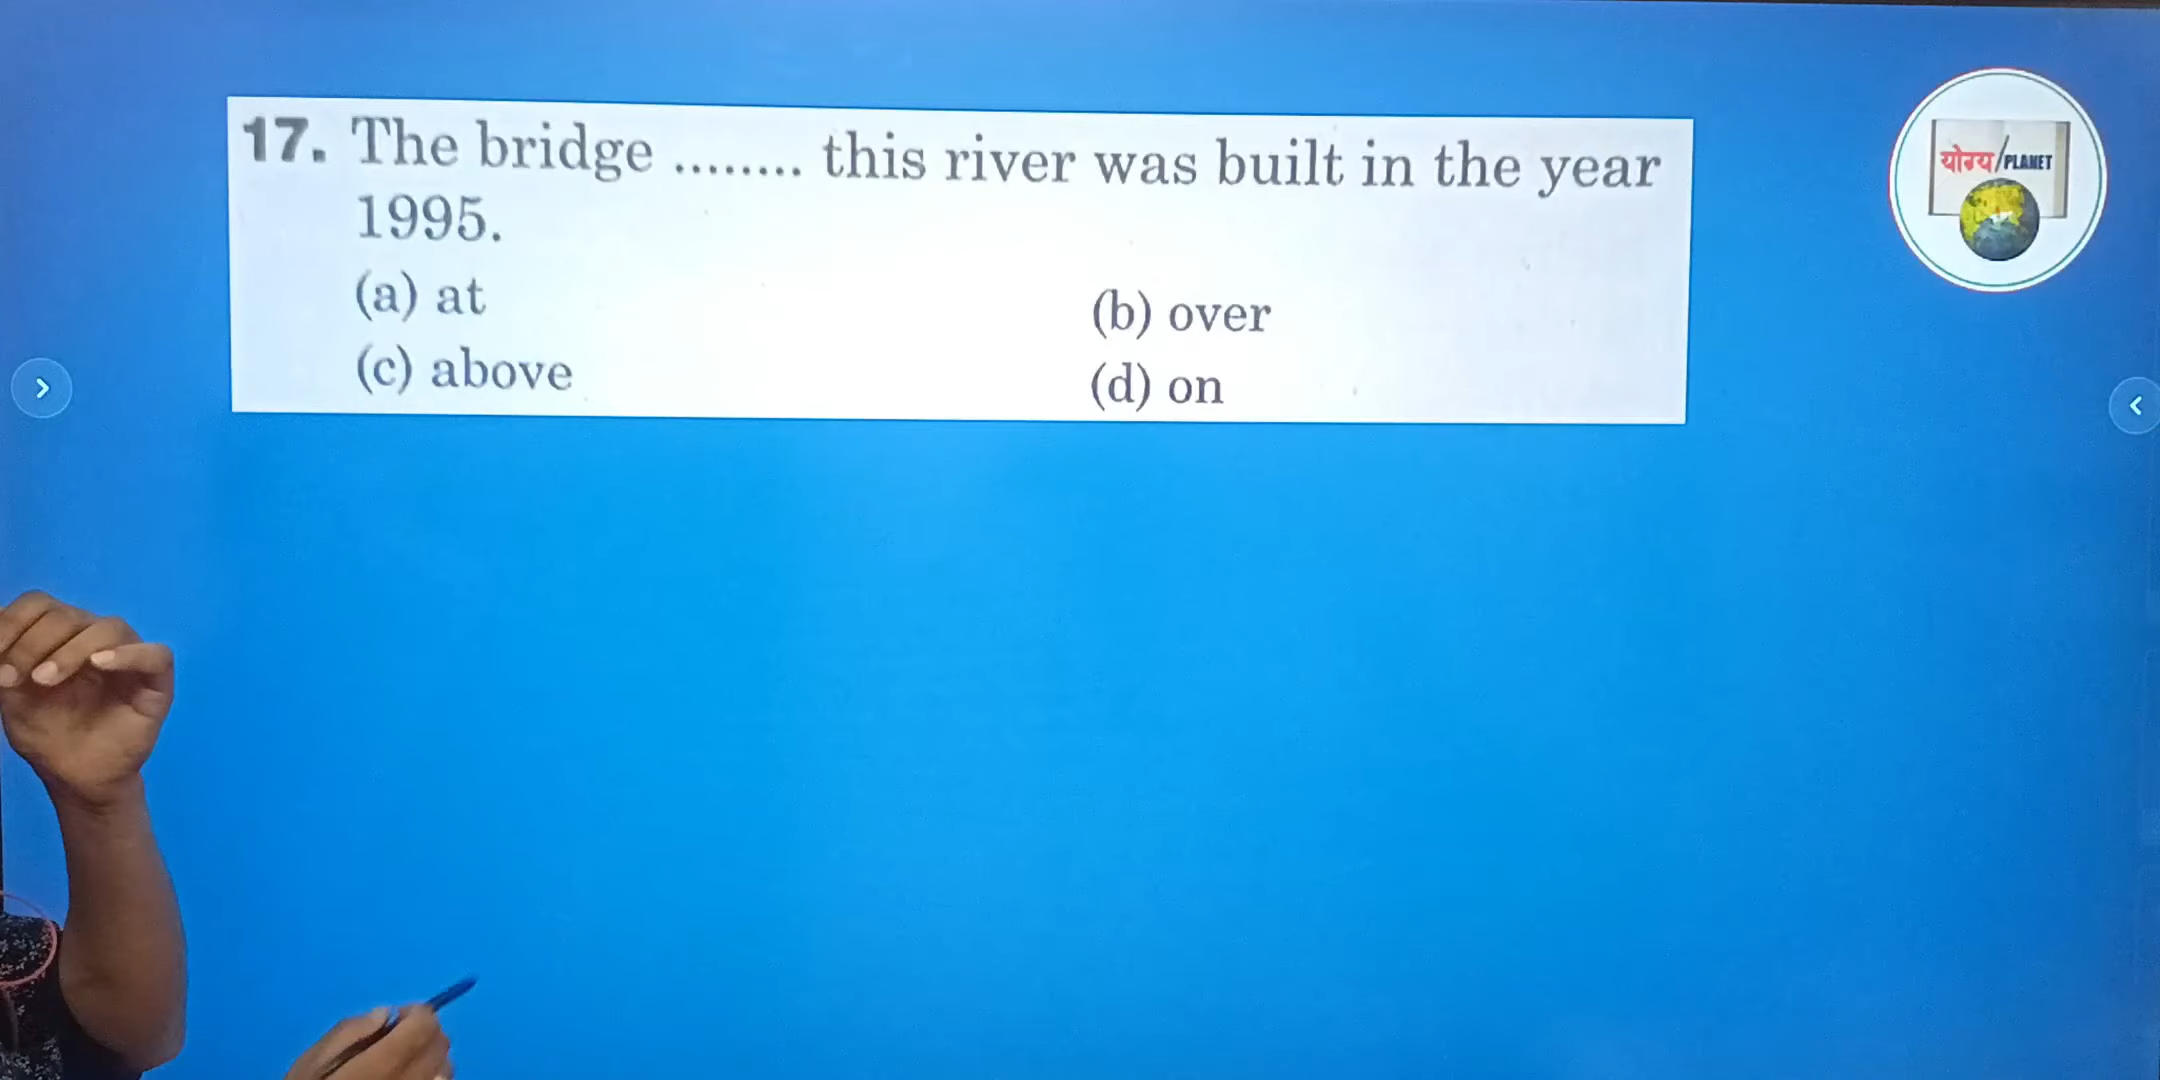 17. The bridge ........ this river was built in the year
1995.
(a) at
(b) over
(c) above
(d) on
योग्य/PLANET